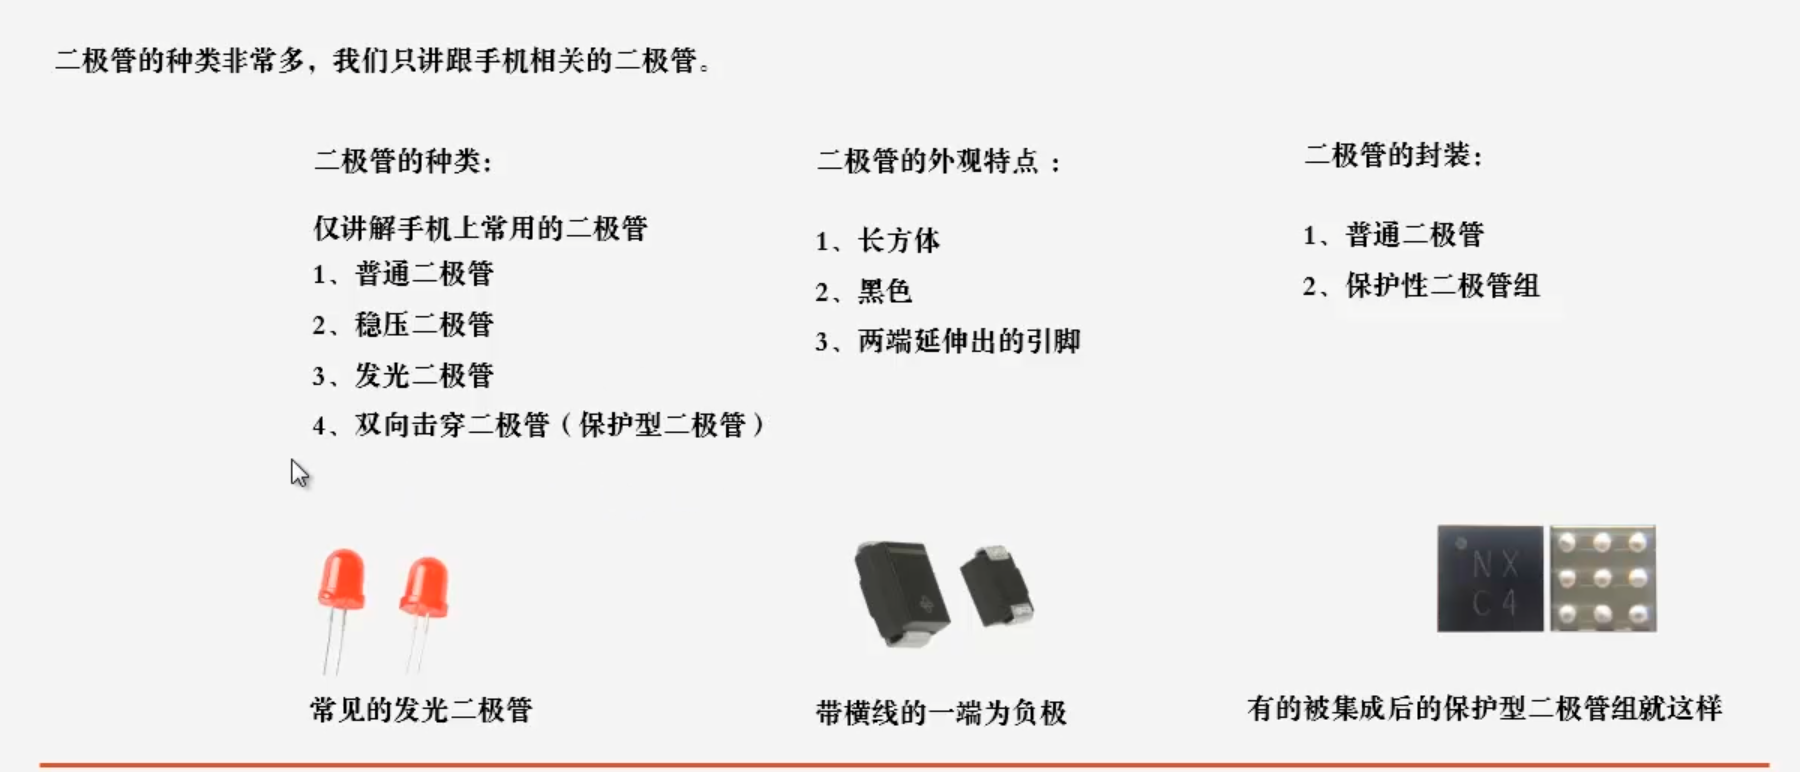 二极管的种类非常多，我们只讲跟手机相关的二极管。
二极管的种类：
仅讲解手机上常用的二极管
1、普通二极管
2、稳压二极管
3、发光二极管
4、双向击穿二极管（保护型二极管）
常见的发光二极管
二极管的外观特点：
1、长方体
2、黑色
3、两端延伸出的引脚
带横线的一端为负极
二极管的封装：
1、普通二极管
2、保护性二极管组
NX
C4
有的被集成后的保护型二极管组就这样